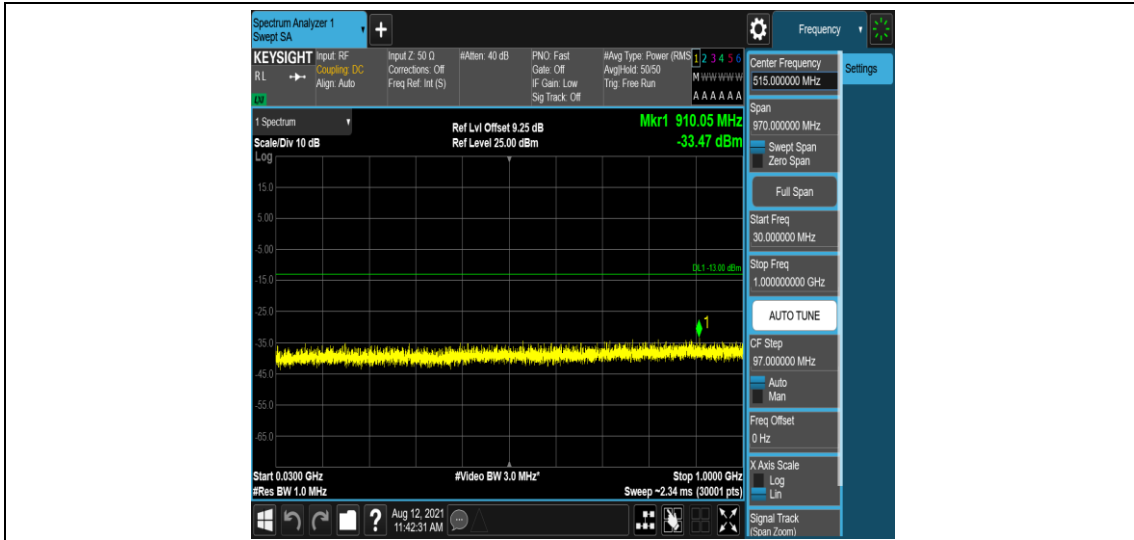 Spectrum Analyzer 1
Swept SA
+
Frequency
KEYSIGHT
RL
LNI
Input: RF
Coupling: DC
Align: Auto
Input Z: 50 Ω
Corrections: Off
Freq Ref: Int (S)
#Atten: 40 dB
PNO: Fast
Gate: Off
IF Gain: Low
Sig Track: Off
#Avg Type: Power (RMS
Avg|Hold: 50/50
Trig: Free Run
1 2 3 4 5 6
M W W W W W
A A A A A A
1 Spectrum
Scale/Div 10 dB
Log
Ref Lvl Offset 9.25 dB
Ref Level 25.00 dBm
Mkr1 910.05 MHz
-33.47 dBm
15.0
5.00
-5.00
DL1 -13.00 dBm
-15.0
-25.0
1
-35.0
-45.0
-55.0
-65.0
Start 0.0300 GHz
#Res BW 1.0 MHz
#Video BW 3.0 MHz*
Stop 1.0000 GHz
Sweep ~2.34 ms (30001 pts)
?
Aug 12, 2021
11:42:31 AM
Center Frequency
515.000000 MHz
Settings
Span
970.000000 MHz
Swept Span
Zero Span
Full Span
Start Freq
30.000000 MHz
Stop Freq
1.000000000 GHz
AUTO TUNE
CF Step
97.000000 MHz
Auto
Man
Freq Offset
0 Hz
X Axis Scale
Log
Lin
Signal Track
(Span Zoom)